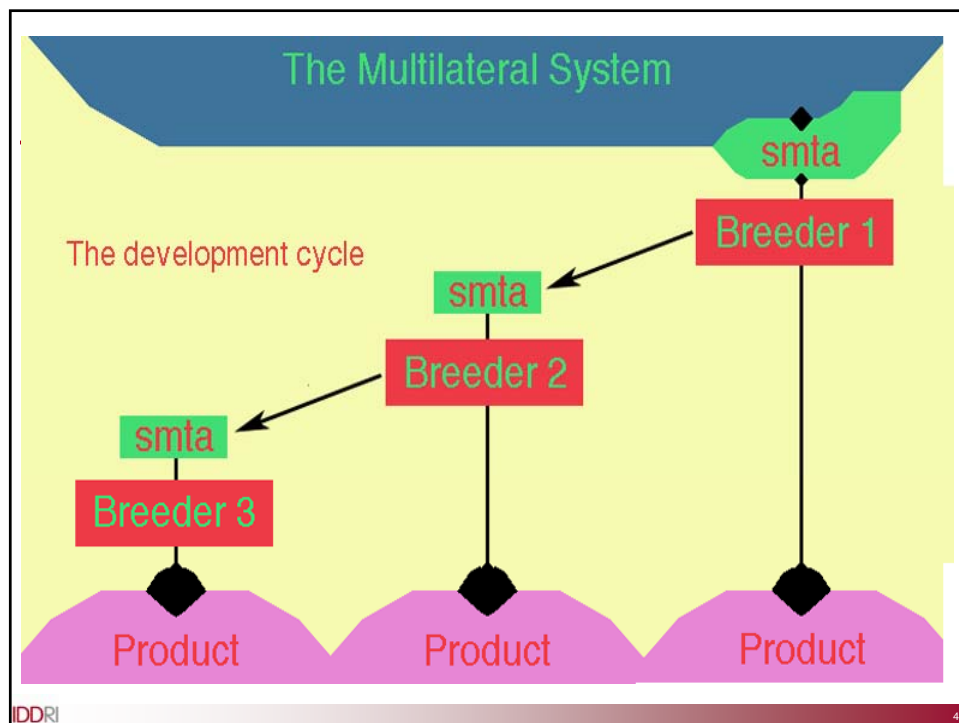 The Multilateral System
smta
Breeder 1
The development cycle
smta
Breeder 2
smta
Breeder 3
Product
Product
Product
IDDRI
4